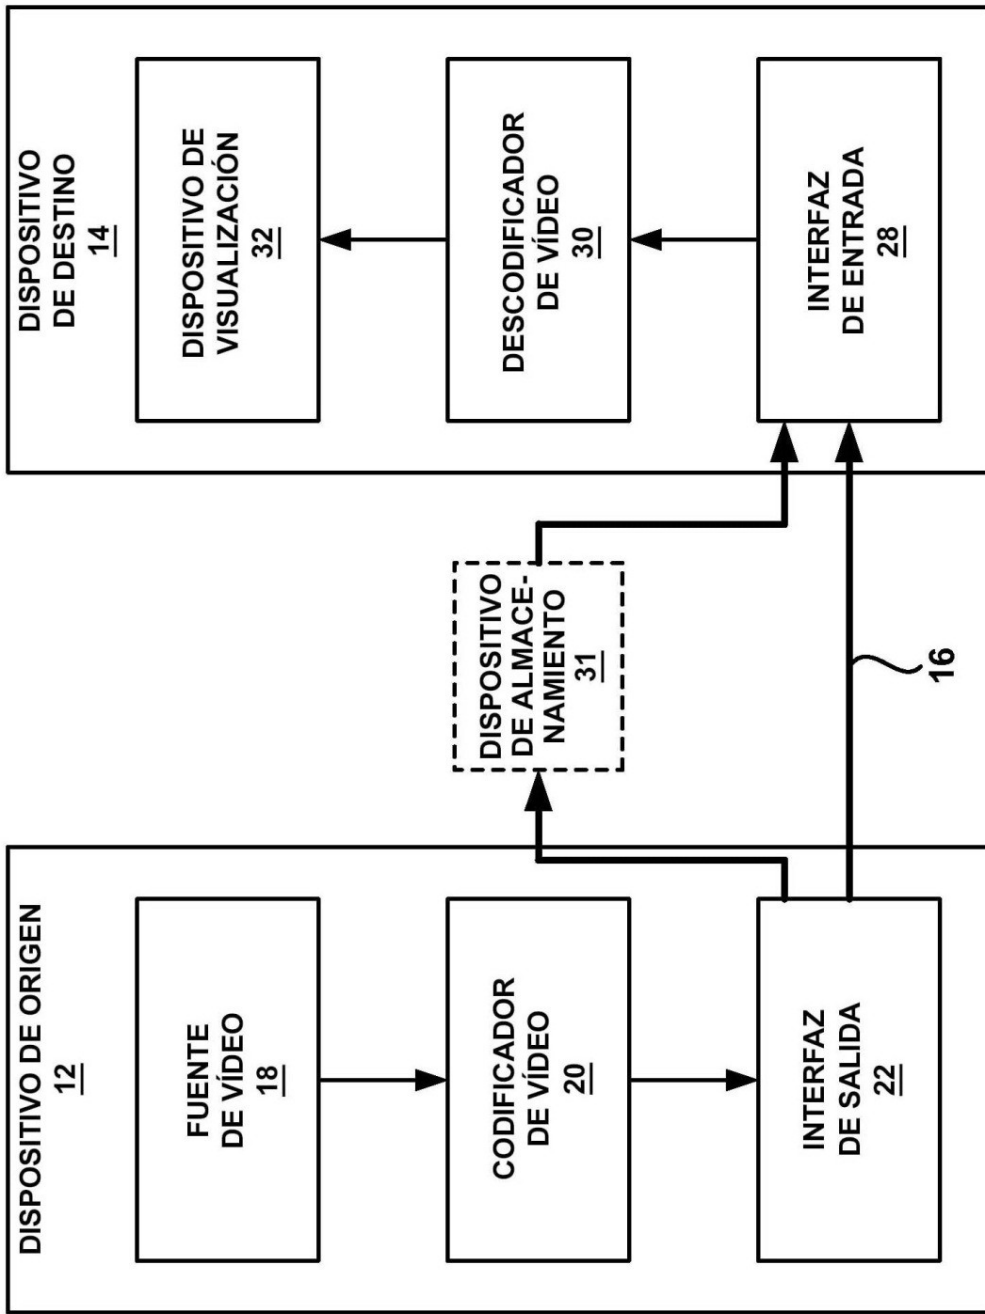 DISPOSITIVO DE ORIGEN
12
FUENTE
DE VÍDEO
18
CODIFICADOR
DE VÍDEO
20
INTERFAZ
DE SALIDA
22
DISPOSITIVO
DE ALMACE-
NAMIENTO
31
16
DISPOSITIVO
DE DESTINO
14
DISPOSITIVO DE
VISUALIZACIÓN
32
DESCODIFICADOR
DE VÍDEO
30
INTERFAZ
DE ENTRADA
28